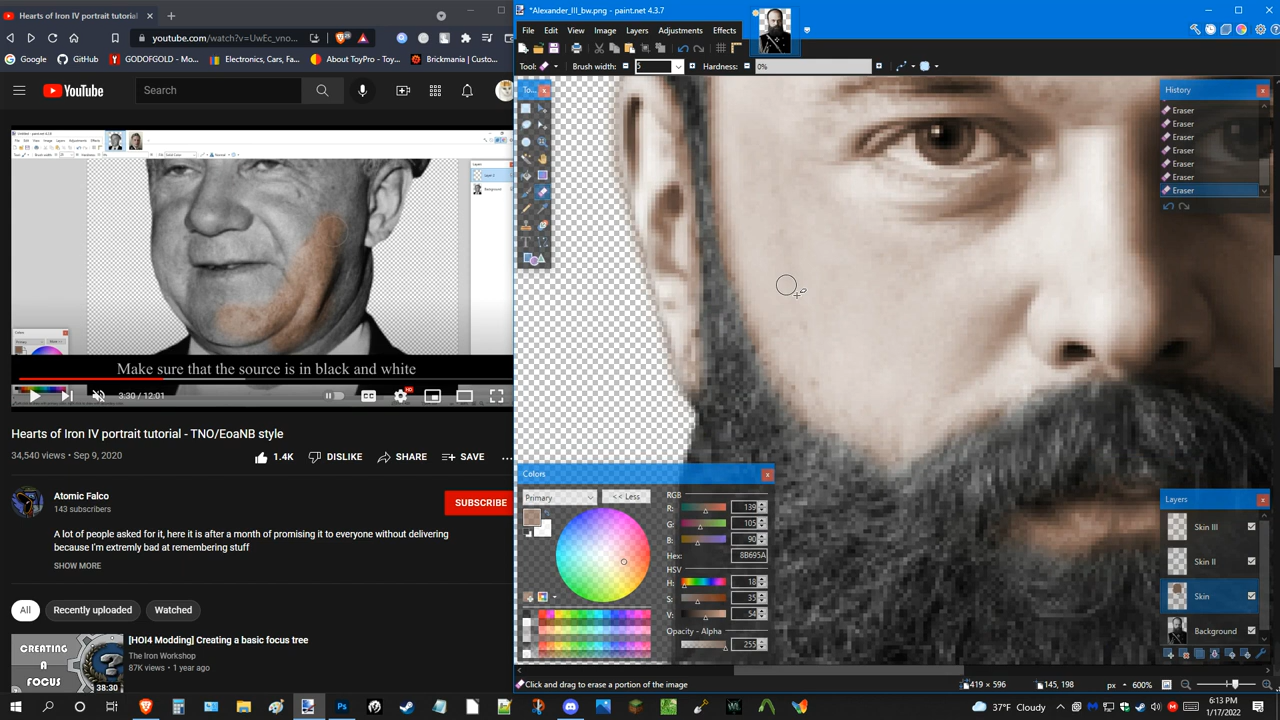 Hearts of Iron IV portrait tutorial
youtube.com/watch?v=UwEc_vno...
26
Google
GitHub
GODOFGOLD - Mo...
Electronics, Cars, Fa...
About ToyPro - Toy...
Brickmania | Custo...
YouTube
Search
Make sure that the source is in black and white
3:30 / 12:01
CC
HD
Hearts of Iron IV portrait tutorial - TNO/EoaNB style
34,540 views • Sep 9, 2020
1.4K
DISLIKE
SHARE
SAVE
Atomic Falco
143 subscribers
SUBSCRIBE
A lot of people asked for it, here it is after a month of promising it to everyone without delivering
because I'm extremly bad at remembering stuff
SHOW MORE
All
Recently uploaded
Watched
CREATING
A
FOCUS
38:30
[HOI4 Modding] Creating a basic focus tree
The Iron Workshop
87K views • 1 year ago
*Alexander_III_bw.png - paint.net 4.3.7
File Edit View Image Layers Adjustments Effects
Tool:
Brush width: 5
Hardness: 0%
To...
History
Eraser
Eraser
Eraser
Eraser
Eraser
Eraser
Eraser
Colors
Primary
<< Less
RGB
R: 139
G: 105
B: 90
Hex: 8B695A
HSV
H: 18
S: 35
V: 54
Opacity - Alpha
255
Layers
Skin III
Skin II
Skin
Background
Click and drag to erase a portion of the image
419 × 596
145, 198
px
600%
37°F Cloudy
6:13 PM
1/17/2022